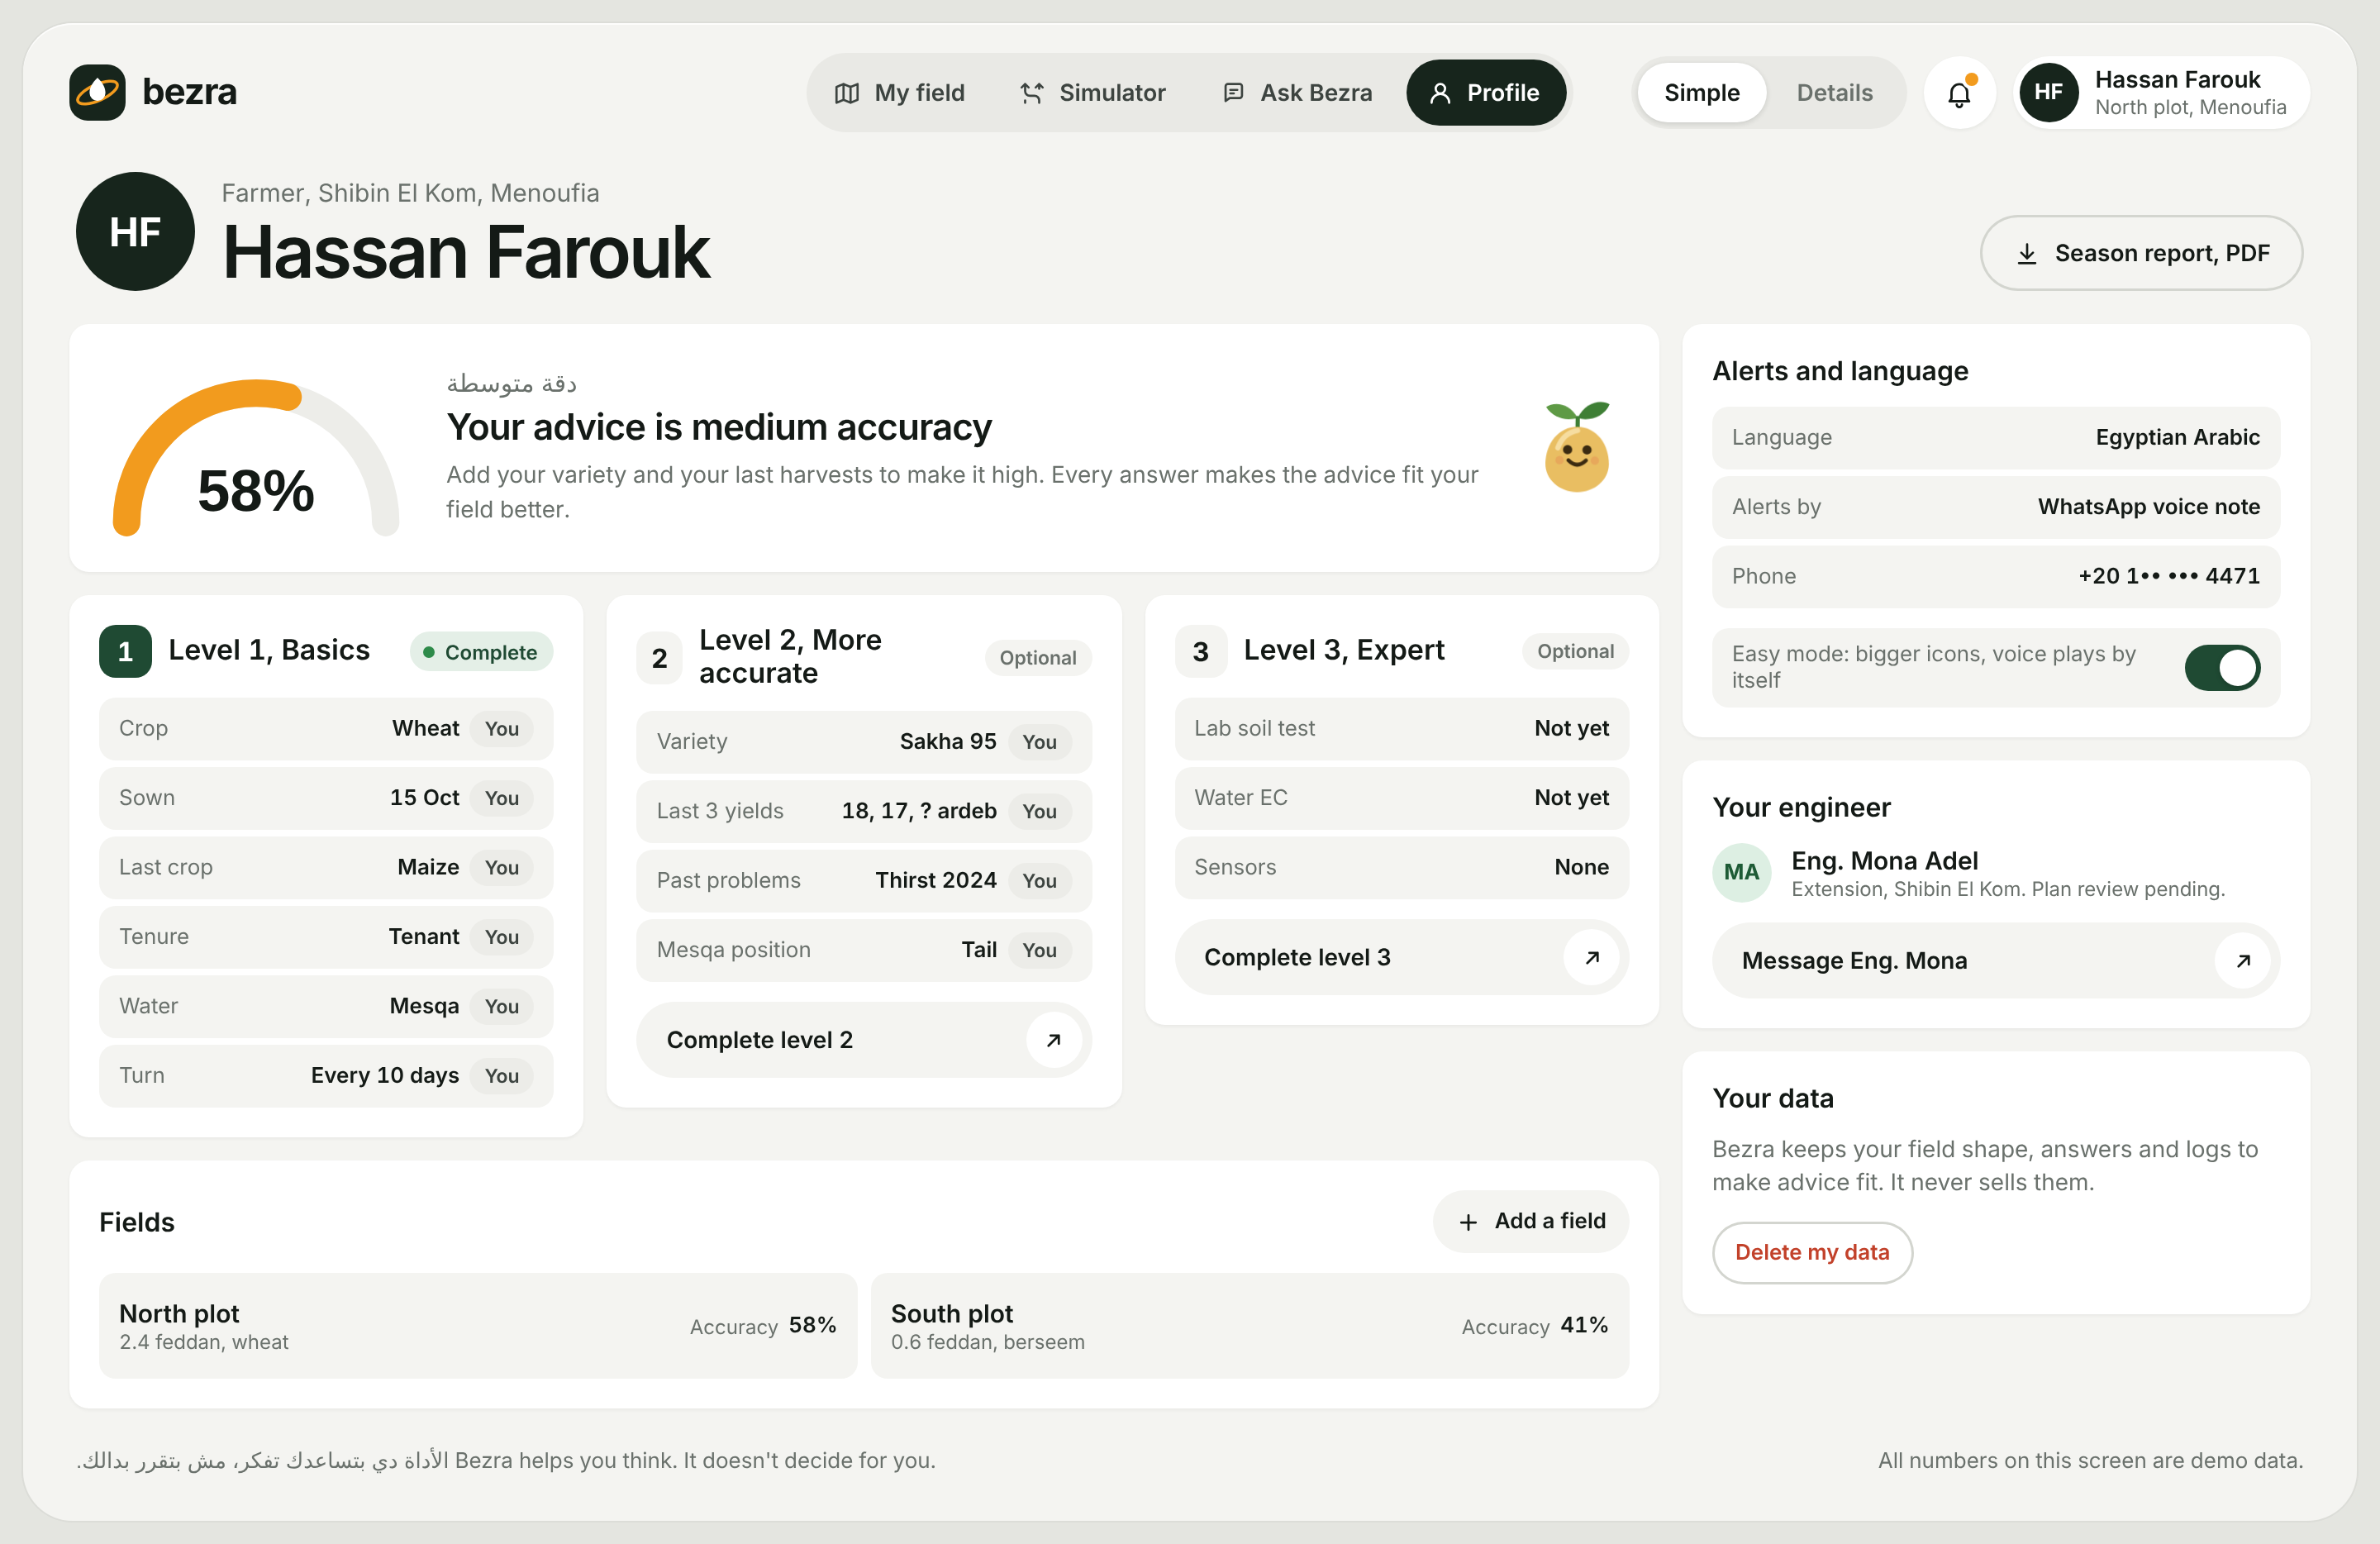 bezra
My field
Simulator
Ask Bezra
Profile
Simple
Details
HF
Hassan Farouk
North plot, Menoufia
HF
Farmer, Shibin El Kom, Menoufia
Hassan Farouk
Season report, PDF
58%
دقة متوسطة
Your advice is medium accuracy
Add your variety and your last harvests to make it high. Every answer makes the advice fit your
field better.
1
Level 1, Basics
Complete
Crop Wheat You
Sown 15 Oct You
Last crop Maize You
Tenure Tenant You
Water Mesqa You
Turn Every 10 days You
2
Level 2, More
accurate
Optional
Variety Sakha 95 You
Last 3 yields 18, 17, ? ardeb You
Past problems Thirst 2024 You
Mesqa position Tail You
Complete level 2
3
Level 3, Expert
Optional
Lab soil test Not yet
Water EC Not yet
Sensors None
Complete level 3
Fields
Add a field
North plot
2.4 feddan, wheat
Accuracy 58%
South plot
0.6 feddan, berseem
Accuracy 41%
Alerts and language
Language Egyptian Arabic
Alerts by WhatsApp voice note
Phone +20 1•• ••• 4471
Easy mode: bigger icons, voice plays by
itself
Your engineer
MA
Eng. Mona Adel
Extension, Shibin El Kom. Plan review pending.
Message Eng. Mona
Your data
Bezra keeps your field shape, answers and logs to
make advice fit. It never sells them.
Delete my data
الأداة دي بتساعدك تفكر، مش بتقرر بدالك. Bezra helps you think. It doesn't decide for you.
All numbers on this screen are demo data.